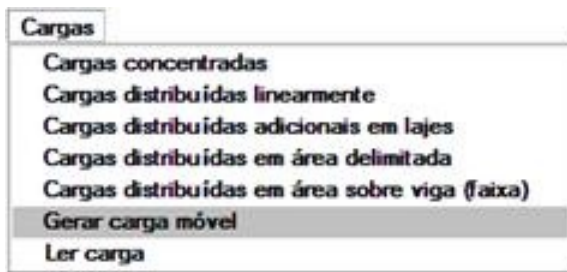 Cargas
Cargas concentradas
Cargas distribuídas linearmente
Cargas distribuídas adicionais em lajes
Cargas distribuídas em área delimitada
Cargas distribuídas em área sobre viga (faixa)
Gerar carga móvel
Ler carga